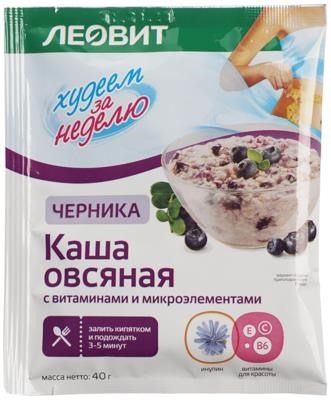 ЛЕОВИТ
худеем
за
неделю
ЧЕРНИКА
Каша
овсяная
с витаминами и микроэлементами
залить кипятком
и подождать
3-5 минут
инулин
E C
B6
витамины
для красоты
масса нетто: 40 г